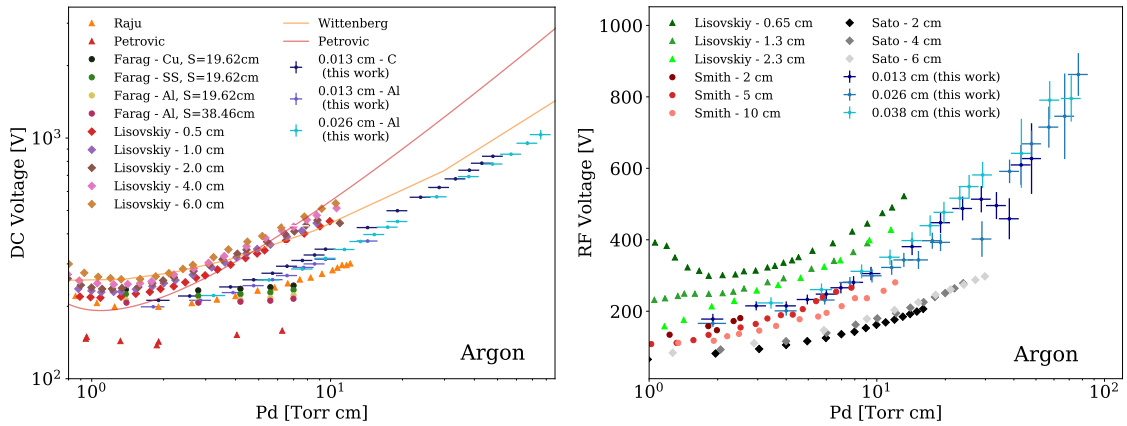 DC Voltage [V]
10³
10²
Raju
Petrovic
Farag - Cu, S=19.62cm
Farag - SS, S=19.62cm
Farag - Al, S=19.62cm
Farag - Al, S=38.46cm
Lisovskiy - 0.5 cm
Lisovskiy - 1.0 cm
Lisovskiy - 2.0 cm
Lisovskiy - 4.0 cm
Lisovskiy - 6.0 cm
Wittenberg
Petrovic
0.013 cm - C
(this work)
0.013 cm - Al
(this work)
0.026 cm - Al
(this work)
Argon
10⁰
10¹
Pd [Torr cm]
RF Voltage [V]
1000
800
600
400
200
Lisovskiy - 0.65 cm
Lisovskiy - 1.3 cm
Lisovskiy - 2.3 cm
Smith - 2 cm
Smith - 5 cm
Smith - 10 cm
Sato - 2 cm
Sato - 4 cm
Sato - 6 cm
0.013 cm (this work)
0.026 cm (this work)
0.038 cm (this work)
Argon
10⁰
10¹
10²
Pd [Torr cm]